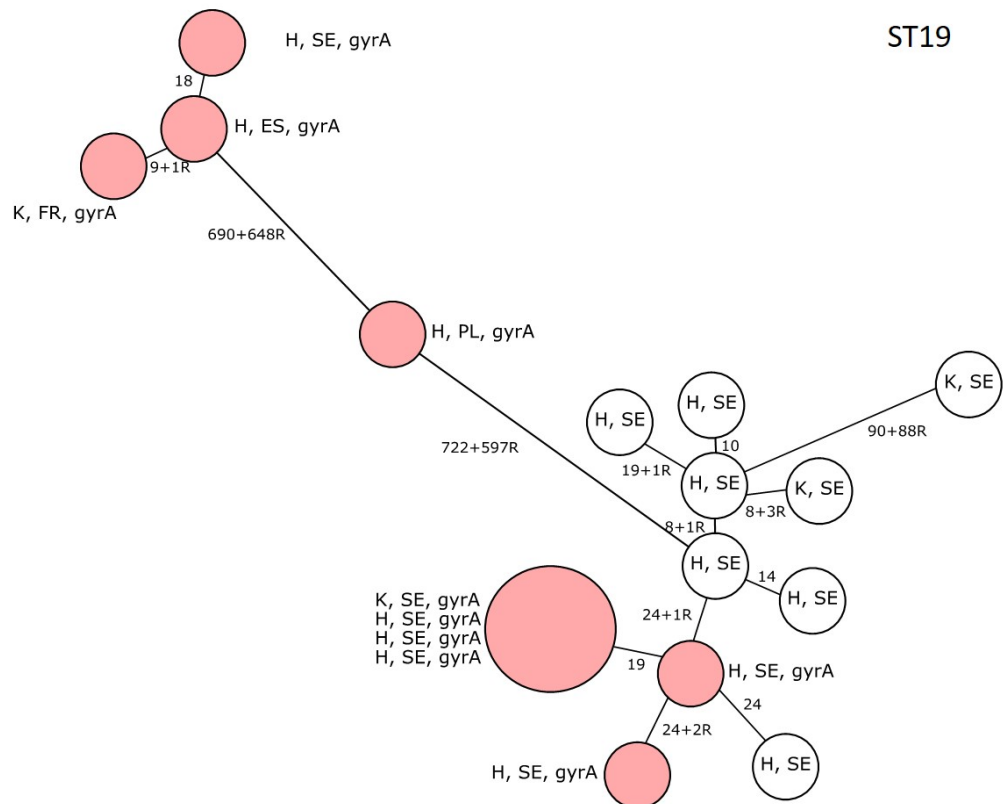 ST19
H, SE, gyrA
18
H, ES, gyrA
9+1R
K, FR, gyrA
690+648R
H, PL, gyrA
K, SE
H, SE
H, SE
90+88R
10
722+597R
19+1R
H, SE
K, SE
8+3R
8+1R
H, SE
14
H, SE
K, SE, gyrA
H, SE, gyrA
H, SE, gyrA
H, SE, gyrA
24+1R
19
H, SE, gyrA
24
24+2R
H, SE, gyrA
H, SE